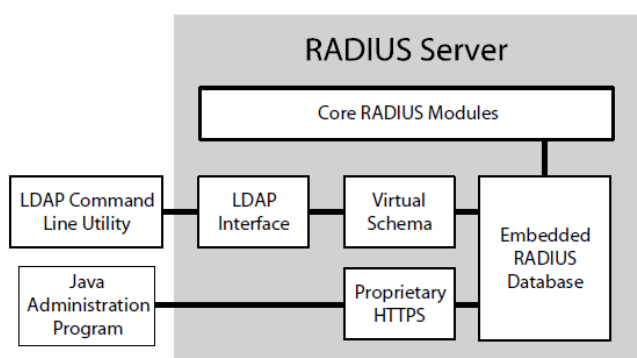 RADIUS Server
Core RADIUS Modules
LDAP Command
Line Utility
LDAP
Interface
Virtual
Schema
Embedded
RADIUS
Database
Java
Administration
Program
Proprietary
HTTPS